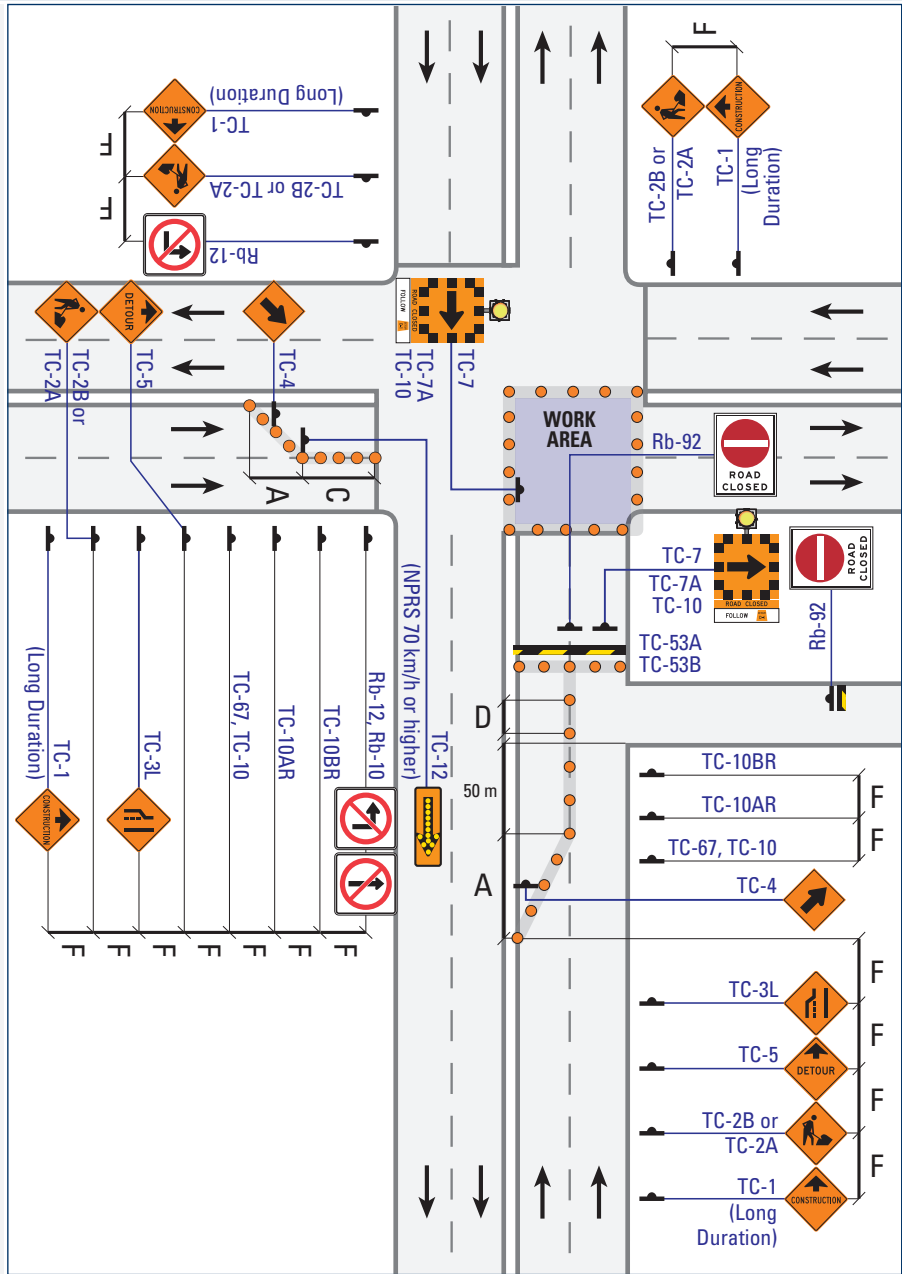 CONSTRUCTION
TC-1
(Long Duration)
F
TC-2B or TC-2A
F
Rb-12
F
TC-2B or
TC-2A
CONSTRUCTION
TC-1
(Long
Duration)
TC-2B or
TC-2A
DETOUR
TC-5
TC-4
ROAD CLOSED
FOLLOW
TC-7
TC-7A
TC-10
WORK
AREA
Rb-92
ROAD
CLOSED
A
C
TC-7
TC-7A
TC-10
ROAD CLOSED
FOLLOW
ROAD
CLOSED
Rb-92
TC-53A
TC-53B
D
50 m
A
TC-1
(Long Duration)
CONSTRUCTION
TC-3L
TC-67, TC-10
TC-10AR
TC-10BR
Rb-12, Rb-10
TC-12
(NPRS 70 km/h or higher)
F
F
F
F
F
F
F
TC-10BR
F
TC-10AR
F
TC-67, TC-10
TC-4
F
TC-3L
F
TC-5
DETOUR
F
TC-2B or
TC-2A
F
TC-1
(Long
Duration)
CONSTRUCTION